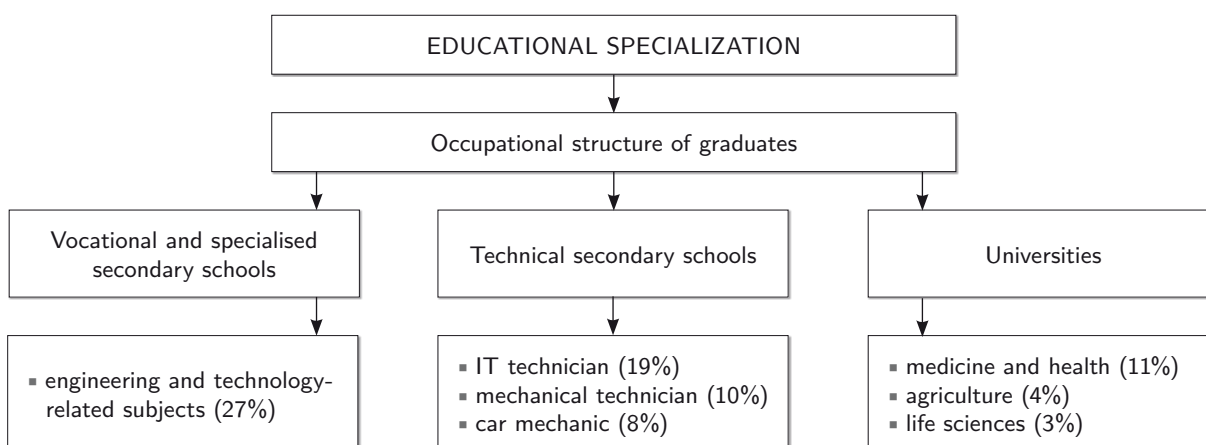 EDUCATIONAL SPECIALIZATION
Occupational structure of graduates
Vocational and specialised
secondary schools
Technical secondary schools
Universities
▪ engineering and technology-
related subjects (27%)
▪ IT technician (19%)
▪ mechanical technician (10%)
▪ car mechanic (8%)
▪ medicine and health (11%)
▪ agriculture (4%)
▪ life sciences (3%)